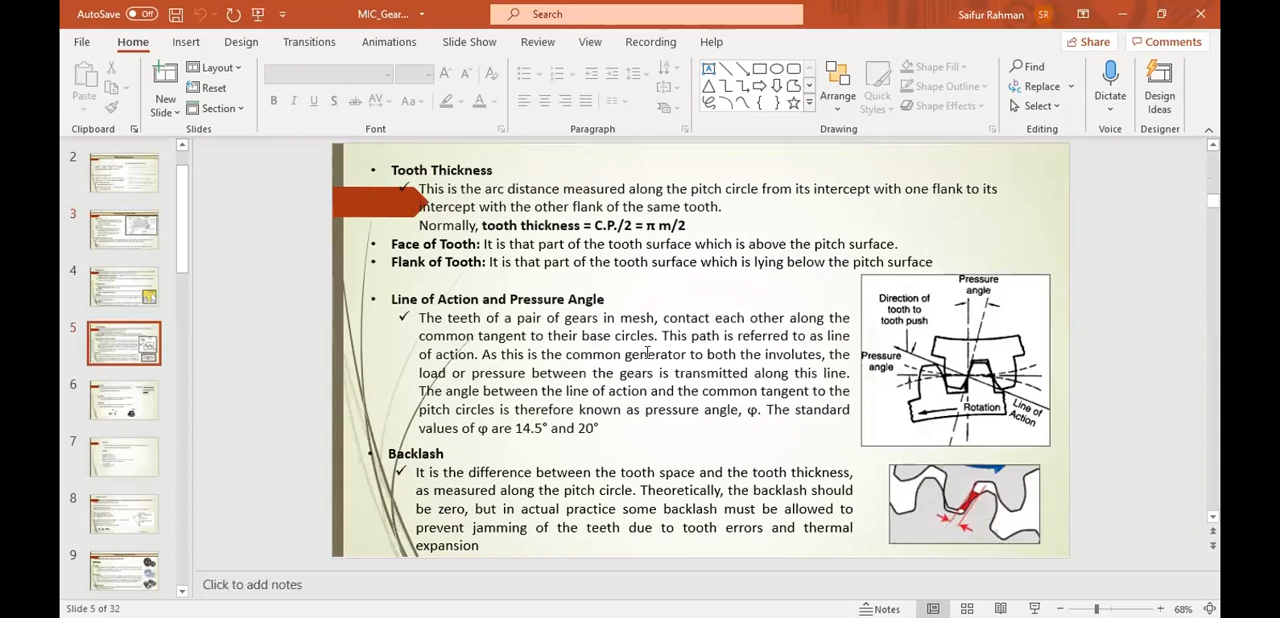 AutoSave Off
MIC_Gear...
Search
Saifur Rahman
SR
File Home Insert Design Transitions Animations Slide Show Review View Recording Help
Share Comments
Paste
New Slide
Layout
Reset
Section
Arrange
Quick Styles
Shape Fill
Shape Outline
Shape Effects
Find
Replace
Select
Dictate
Design Ideas
Clipboard Slides Font Paragraph Drawing Editing Voice Designer
2
3
4
5
6
7
8
9
• Tooth Thickness
✓ This is the arc distance measured along the pitch circle from its intercept with one flank to its
intercept with the other flank of the same tooth.
Normally, tooth thickness = C.P./2 = π m/2
• Face of Tooth: It is that part of the tooth surface which is above the pitch surface.
• Flank of Tooth: It is that part of the tooth surface which is lying below the pitch surface
• Line of Action and Pressure Angle
✓ The teeth of a pair of gears in mesh, contact each other along the
common tangent to their base circles. This path is referred to as line
of action. As this is the common generator to both the involutes, the
load or pressure between the gears is transmitted along this line.
The angle between the line of action and the common tangent to the
pitch circles is therefore known as pressure angle, φ. The standard
values of φ are 14.5° and 20°
• Backlash
✓ It is the difference between the tooth space and the tooth thickness,
as measured along the pitch circle. Theoretically, the backlash should
be zero, but in actual practice some backlash must be allowed to
prevent jamming of the teeth due to tooth errors and thermal
expansion
Pressure
angle
Direction of
tooth to
tooth push
Pressure
angle
Rotation
Line of
Action
Click to add notes
Slide 5 of 32
Notes
68%